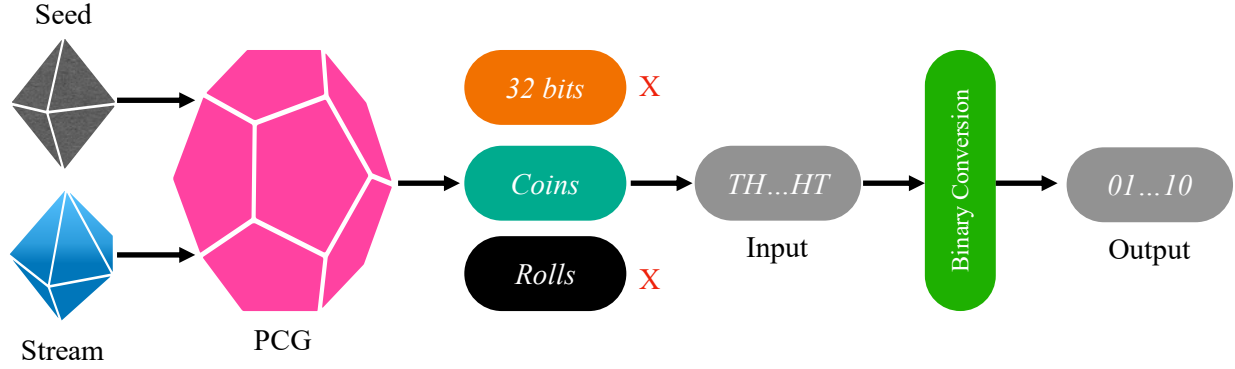 Seed
Stream
PCG
32 bits
X
Coins
Rolls
X
TH...HT
Input
Binary Conversion
01...10
Output